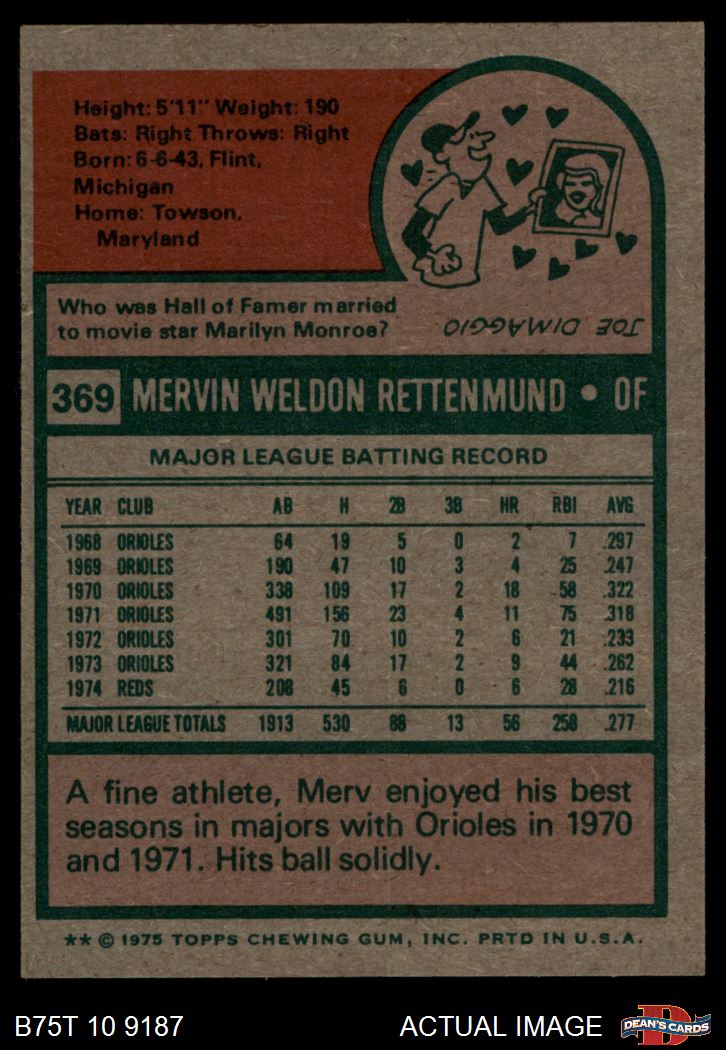 Height: 5'11" Weight: 190
Bats: Right Throws: Right
Born: 6-6-43, Flint,
Michigan
Home: Towson,
Maryland
Who was Hall of Famer married
to movie star Marilyn Monroe?
JOE DIMAGGIO
369 MERVIN WELDON RETTENMUND • OF
MAJOR LEAGUE BATTING RECORD
YEAR CLUB AB H 2B 3B HR RBI AVG
1968 ORIOLES 64 19 5 0 2 7 .297
1969 ORIOLES 190 47 10 3 4 25 .247
1970 ORIOLES 338 109 17 2 18 58 .322
1971 ORIOLES 491 156 23 4 11 75 .318
1972 ORIOLES 301 70 10 2 6 21 .233
1973 ORIOLES 321 84 17 2 9 44 .262
1974 REDS 208 45 6 0 6 28 .216
MAJOR LEAGUE TOTALS 1913 530 88 13 56 258 .277
A fine athlete, Merv enjoyed his best
seasons in majors with Orioles in 1970
and 1971. Hits ball solidly.
** © 1975 TOPPS CHEWING GUM, INC. PRTD IN U.S.A.
B75T 10 9187 ACTUAL IMAGE
DEAN'S CARDS